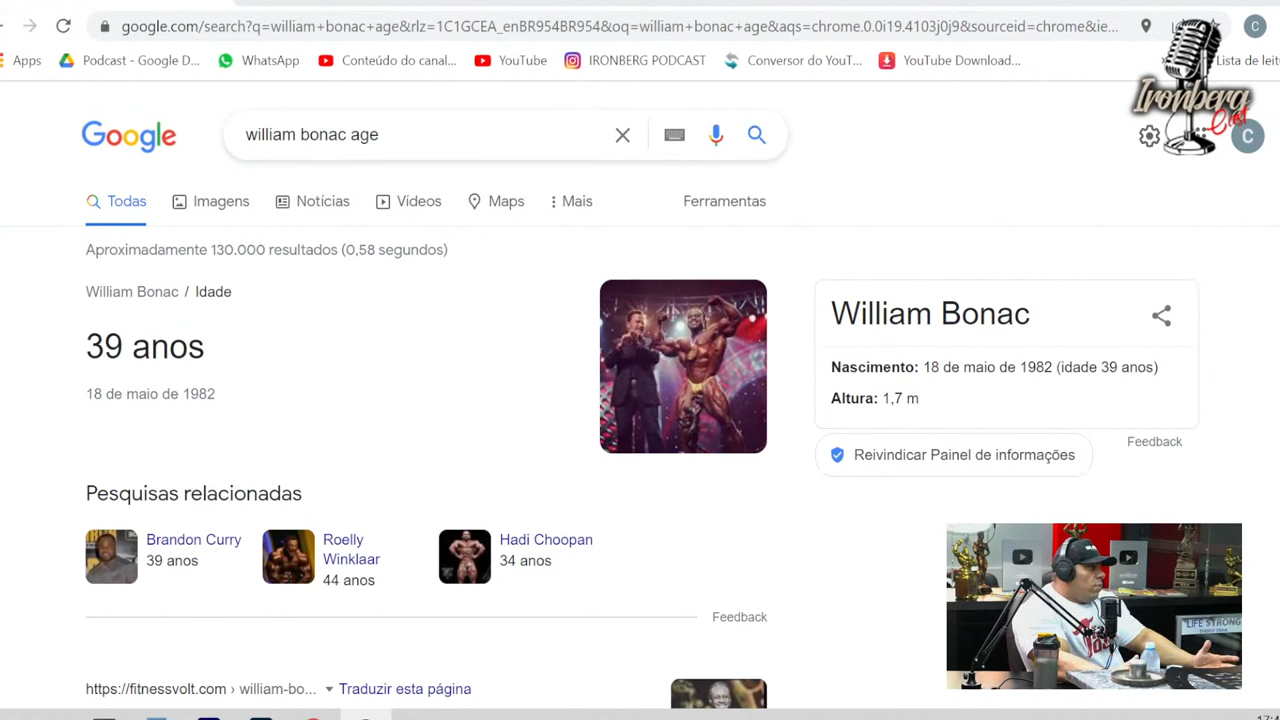 google.com/search?q=william+bonac+age&rlz=1C1GCEA_enBR954BR954&oq=william+bonac+age&aqs=chrome.0.0i19.4103j0j9&sourceid=chrome&ie...
C
Apps
Podcast - Google D...
WhatsApp
Conteúdo do canal...
YouTube
IRONBERG PODCAST
Conversor do YouT...
YouTube Download...
Lista de leit
Ironberg
Cast
Google
william bonac age
C
Todas
Imagens
Notícias
Vídeos
Maps
Mais
Ferramentas
Aproximadamente 130.000 resultados (0,58 segundos)
William Bonac / Idade
39 anos
18 de maio de 1982
William Bonac
Nascimento: 18 de maio de 1982 (idade 39 anos)
Altura: 1,7 m
Feedback
Reivindicar Painel de informações
Pesquisas relacionadas
Brandon Curry
39 anos
Roelly
Winklaar
44 anos
Hadi Choopan
34 anos
Feedback
LIFE STRONG
ENERGY DRINK
https://fitnessvolt.com › william-bo...
Traduzir esta página